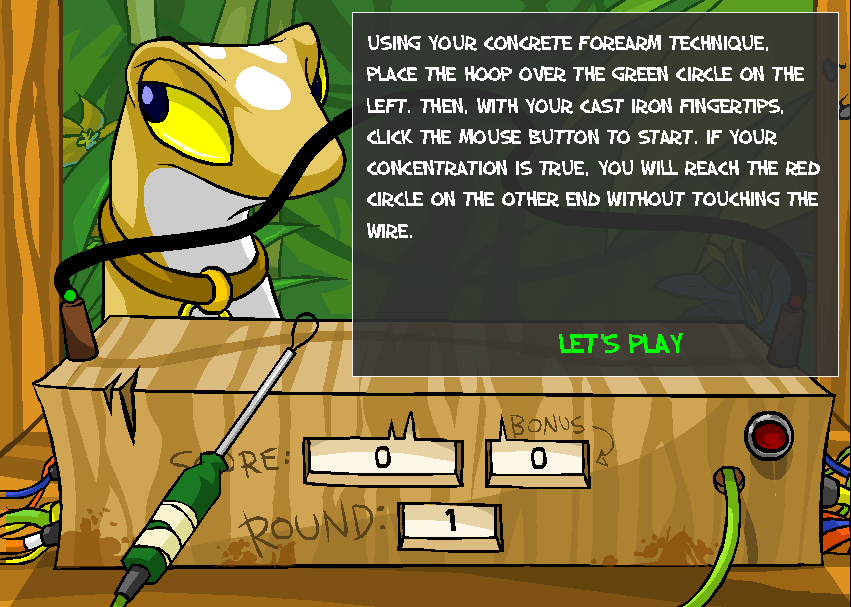 USING YOUR CONCRETE FOREARM TECHNIQUE,
PLACE THE HOOP OVER THE GREEN CIRCLE ON THE
LEFT. THEN, WITH YOUR CAST IRON FINGERTIPS,
CLICK THE MOUSE BUTTON TO START. IF YOUR
CONCENTRATION IS TRUE, YOU WILL REACH THE RED
CIRCLE ON THE OTHER END WITHOUT TOUCHING THE
WIRE.
LET'S PLAY
BONUS
SCORE: 0 0
ROUND: 1